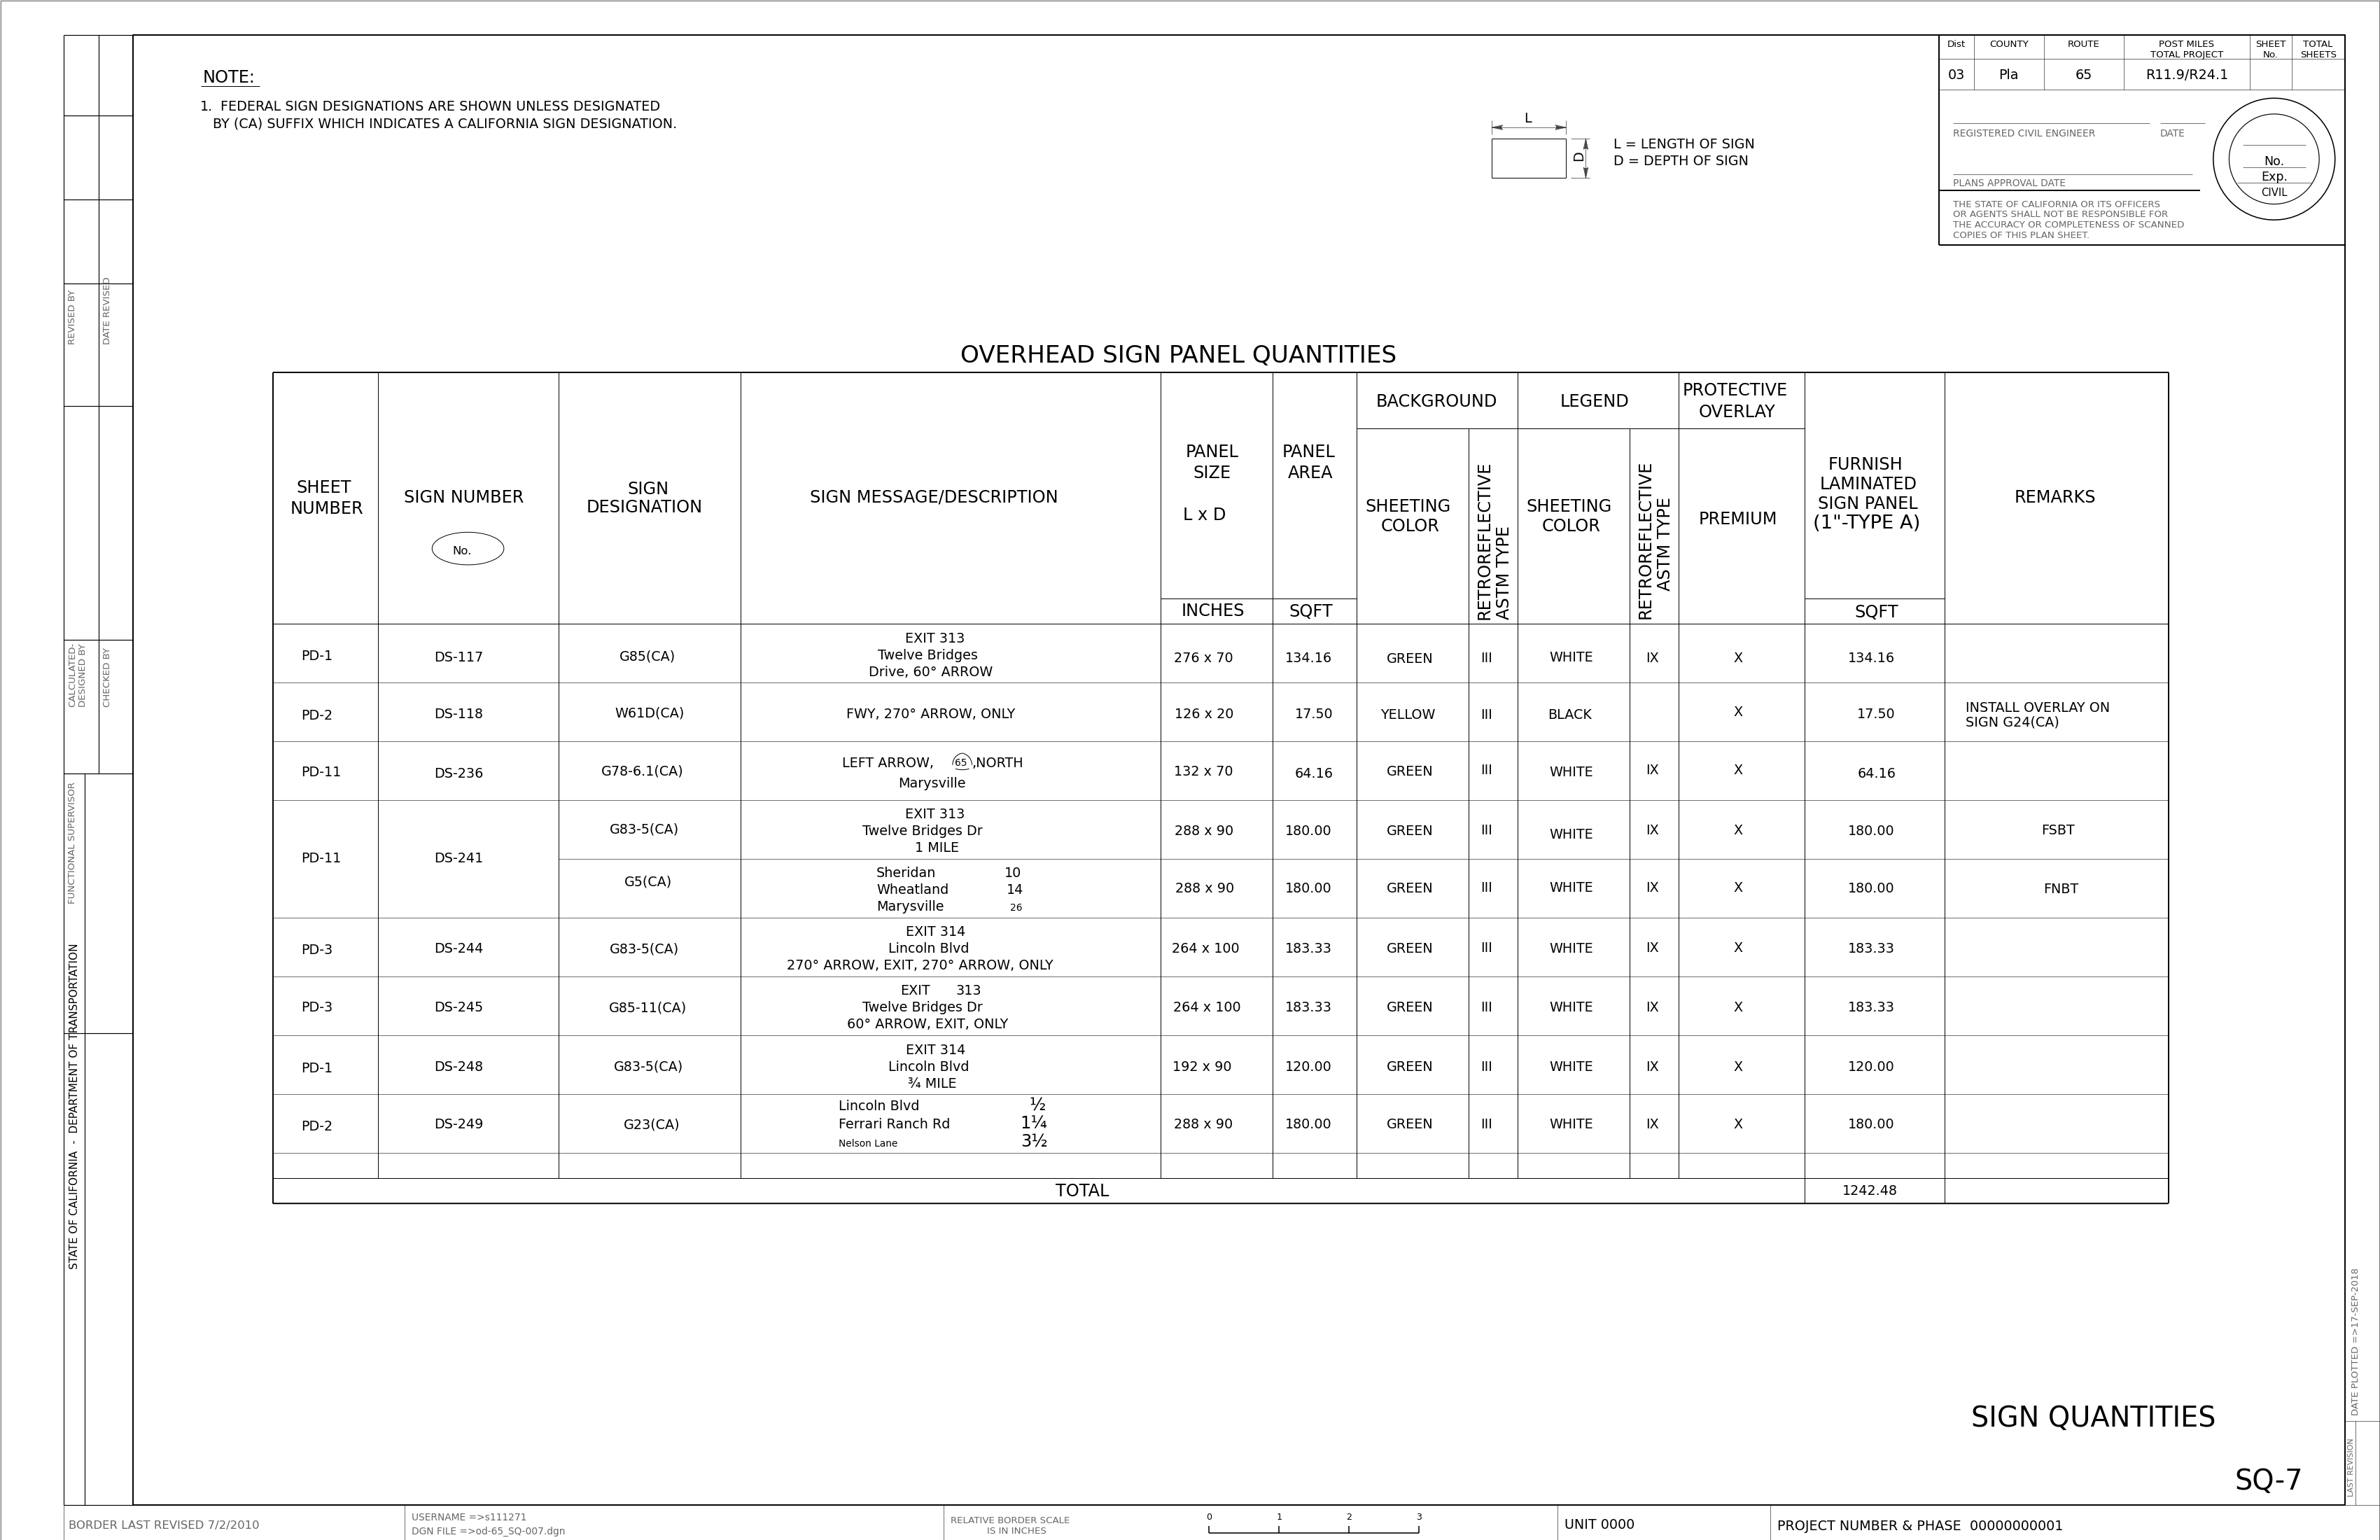 NOTE:
1. FEDERAL SIGN DESIGNATIONS ARE SHOWN UNLESS DESIGNATED
BY (CA) SUFFIX WHICH INDICATES A CALIFORNIA SIGN DESIGNATION.
L
D
L = LENGTH OF SIGN
D = DEPTH OF SIGN
Dist COUNTY ROUTE POST MILES TOTAL PROJECT SHEET No. TOTAL SHEETS
03 Pla 65 R11.9/R24.1
REGISTERED CIVIL ENGINEER DATE
PLANS APPROVAL DATE
No.
Exp.
CIVIL
THE STATE OF CALIFORNIA OR ITS OFFICERS
OR AGENTS SHALL NOT BE RESPONSIBLE FOR
THE ACCURACY OR COMPLETENESS OF SCANNED
COPIES OF THIS PLAN SHEET.
REVISED BY
DATE REVISED
CALCULATED-
DESIGNED BY
CHECKED BY
FUNCTIONAL SUPERVISOR
STATE OF CALIFORNIA - DEPARTMENT OF TRANSPORTATION
OVERHEAD SIGN PANEL QUANTITIES
SHEET NUMBER
SIGN NUMBER
No.
SIGN DESIGNATION
SIGN MESSAGE/DESCRIPTION
PANEL SIZE
L x D
INCHES
PANEL AREA
SQFT
BACKGROUND
SHEETING COLOR
RETROREFLECTIVE ASTM TYPE
LEGEND
SHEETING COLOR
RETROREFLECTIVE ASTM TYPE
PROTECTIVE OVERLAY
PREMIUM
FURNISH
LAMINATED
SIGN PANEL
(1"-TYPE A)
SQFT
REMARKS
EXIT 313
Twelve Bridges
Drive, 60° ARROW
PD-1 DS-117 G85(CA) 276 x 70 134.16 GREEN III WHITE IX X 134.16
PD-2 DS-118 W61D(CA) FWY, 270° ARROW, ONLY 126 x 20 17.50 YELLOW III BLACK X 17.50 INSTALL OVERLAY ON
SIGN G24(CA)
LEFT ARROW, 65 ,NORTH
Marysville
PD-11 DS-236 G78-6.1(CA) 132 x 70 64.16 GREEN III WHITE IX X 64.16
PD-11 DS-241
EXIT 313
Twelve Bridges Dr
1 MILE
G83-5(CA) 288 x 90 180.00 GREEN III WHITE IX X 180.00 FSBT
Sheridan 10
Wheatland 14
Marysville 26
G5(CA) 288 x 90 180.00 GREEN III WHITE IX X 180.00 FNBT
EXIT 314
Lincoln Blvd
270° ARROW, EXIT, 270° ARROW, ONLY
PD-3 DS-244 G83-5(CA) 264 x 100 183.33 GREEN III WHITE IX X 183.33
EXIT 313
Twelve Bridges Dr
60° ARROW, EXIT, ONLY
PD-3 DS-245 G85-11(CA) 264 x 100 183.33 GREEN III WHITE IX X 183.33
EXIT 314
Lincoln Blvd
¾ MILE
PD-1 DS-248 G83-5(CA) 192 x 90 120.00 GREEN III WHITE IX X 120.00
Lincoln Blvd ½
Ferrari Ranch Rd 1¼
Nelson Lane 3½
PD-2 DS-249 G23(CA) 288 x 90 180.00 GREEN III WHITE IX X 180.00
TOTAL 1242.48
SIGN QUANTITIES
SQ-7
DATE PLOTTED =>17-SEP-2018
LAST REVISION
BORDER LAST REVISED 7/2/2010
USERNAME =>s111271
DGN FILE =>od-65_SQ-007.dgn
RELATIVE BORDER SCALE
IS IN INCHES
0 1 2 3
UNIT 0000
PROJECT NUMBER & PHASE 00000000001